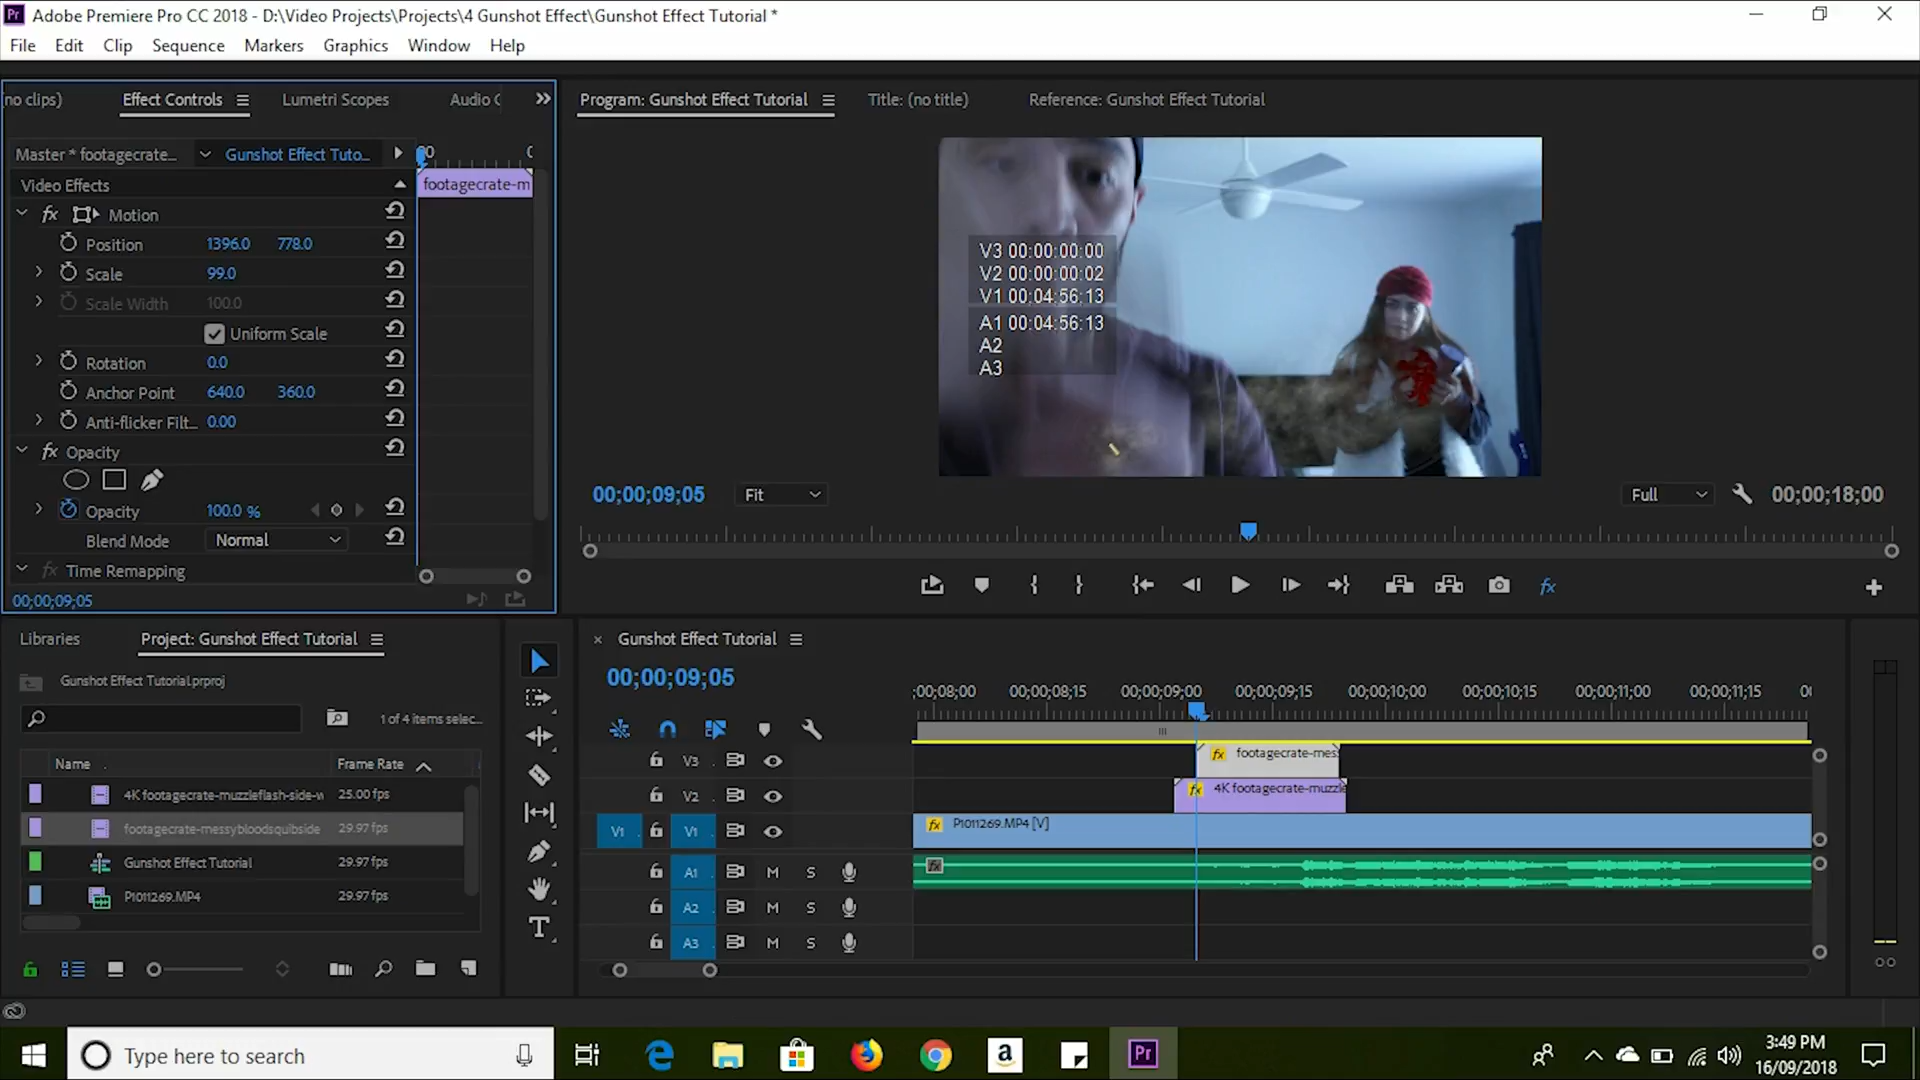 Adobe Premiere Pro CC 2018 - D:\Video Projects\Projects\4 Gunshot Effect\Gunshot Effect Tutorial *
File Edit Clip Sequence Markers Graphics Window Help
no clips) Effect Controls Lumetri Scopes Audio C
Program: Gunshot Effect Tutorial Title: (no title) Reference: Gunshot Effect Tutorial
Master * footagecrate... Gunshot Effect Tuto...
Video Effects footagecrate-m
fx Motion
Position 1396.0 778.0
Scale 99.0
Scale Width 100.0
Uniform Scale
Rotation 0.0
Anchor Point 640.0 360.0
Anti-flicker Filt... 0.00
fx Opacity
Opacity 100.0 %
Blend Mode Normal
fx Time Remapping
00;00;09;05
V3 00:00:00:00
V2 00:00:00:02
V1 00:04:56:13
A1 00:04:56:13
A2
A3
00;00;09;05 Fit Full 00;00;18;00
fx
Libraries Project: Gunshot Effect Tutorial
Gunshot Effect Tutorial.prproj
1 of 4 items selec...
Name Frame Rate
4K footagecrate-muzzleflash-side-w 25.00 fps
footagecrate-messybloodsquibside 29.97 fps
Gunshot Effect Tutorial 29.97 fps
P1011269.MP4 29.97 fps
T
Gunshot Effect Tutorial
00;00;09;05
;00;08;00 00;00;08;15 00;00;09;00 00;00;09;15 00;00;10;00 00;00;10;15 00;00;11;00 00;00;11;15 00
V3 fx footagecrate-mes
V2 fx 4K footagecrate-muzzle
V1 V1 fx P1011269.MP4 [V]
A1 M S fx
A2 M S
A3 M S
Type here to search
Pr
3:49 PM
16/09/2018